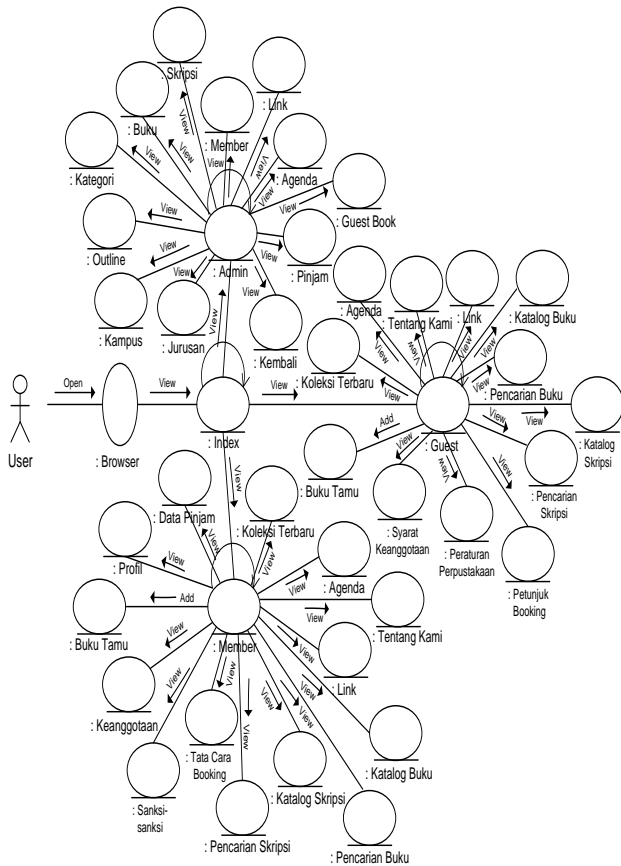 : Skripsi
: Link
: Buku
: Member
: Kategori
: Agenda
: Guest Book
: Outline
: Admin
: Pinjam
: Kampus
: Jurusan
: Kembali
View
View
View
View
View
View
View
View
View
View
View
View
View
: Agenda
: Tentang Kami
: Link
: Katalog Buku
: Koleksi Terbaru
: Pencarian Buku
User
Open
: Browser
View
: Index
View
: Guest
View
View
View
View
View
View
View
View
View
View
View
View
Add
: Katalog
Skripsi
: Buku Tamu
: Syarat
Keanggotaan
: Peraturan
Perpustakaan
: Pencarian
Skripsi
: Petunjuk
Booking
View
: Data Pinjam
: Koleksi Terbaru
: Profil
: Agenda
: Buku Tamu
Add
: Member
: Tentang Kami
: Keanggotaan
: Link
: Tata Cara
Booking
: Katalog Buku
: Sanksi-
sanksi
: Katalog Skripsi
: Pencarian Skripsi
: Pencarian Buku
View
View
View
View
View
View
View
View
View
View
View
View
View